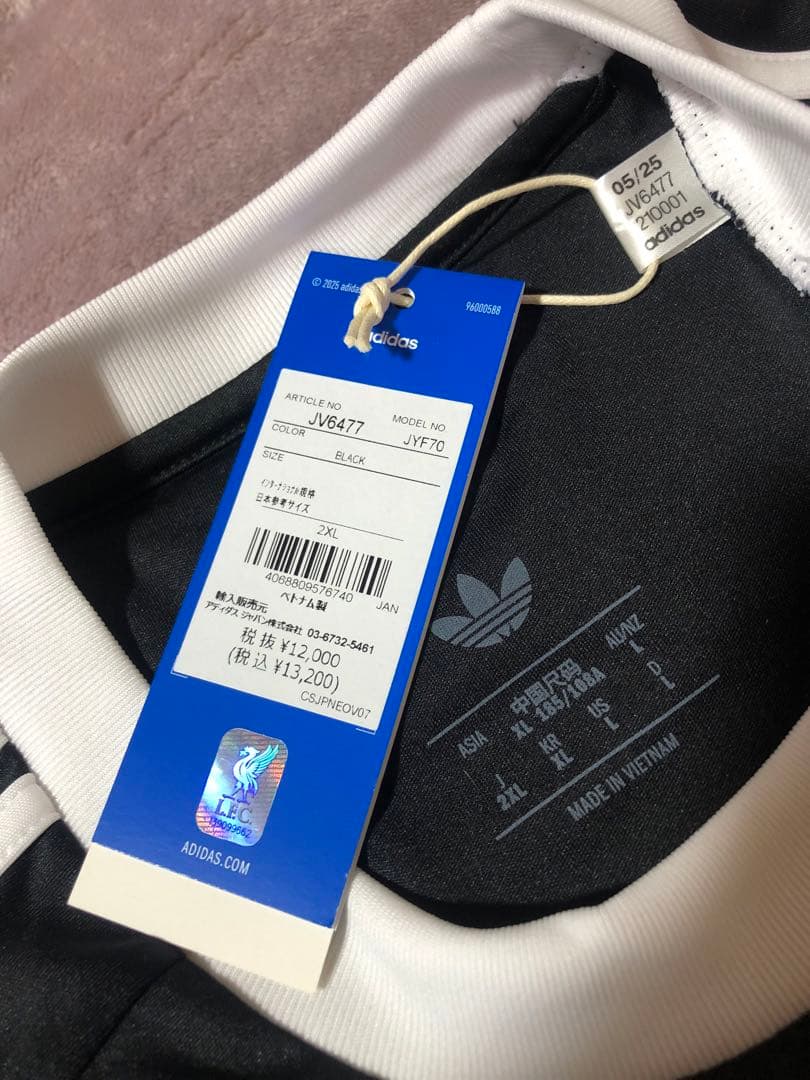 05/25
JV6477
210001
adidas
© 2025 adidas
96000588
adidas
ARTICLE NO
MODEL NO
JV6477
JYF70
COLOR
BLACK
SIZE
インターナショナル規格
日本参考サイズ
2XL
4068809576740
JAN
ベトナム製
輸入販売元
アディダス ジャパン株式会社 03-6732-5461
税抜 ¥12,000
(税込 ¥13,200)
CSJPNEOV07
L.F.C.
ADIDAS.COM
ASIA
中国尺码
XL 185/108A
AU/NZ
L
J
2XL
KR
XL
US
L
D
L
MADE IN VIETNAM